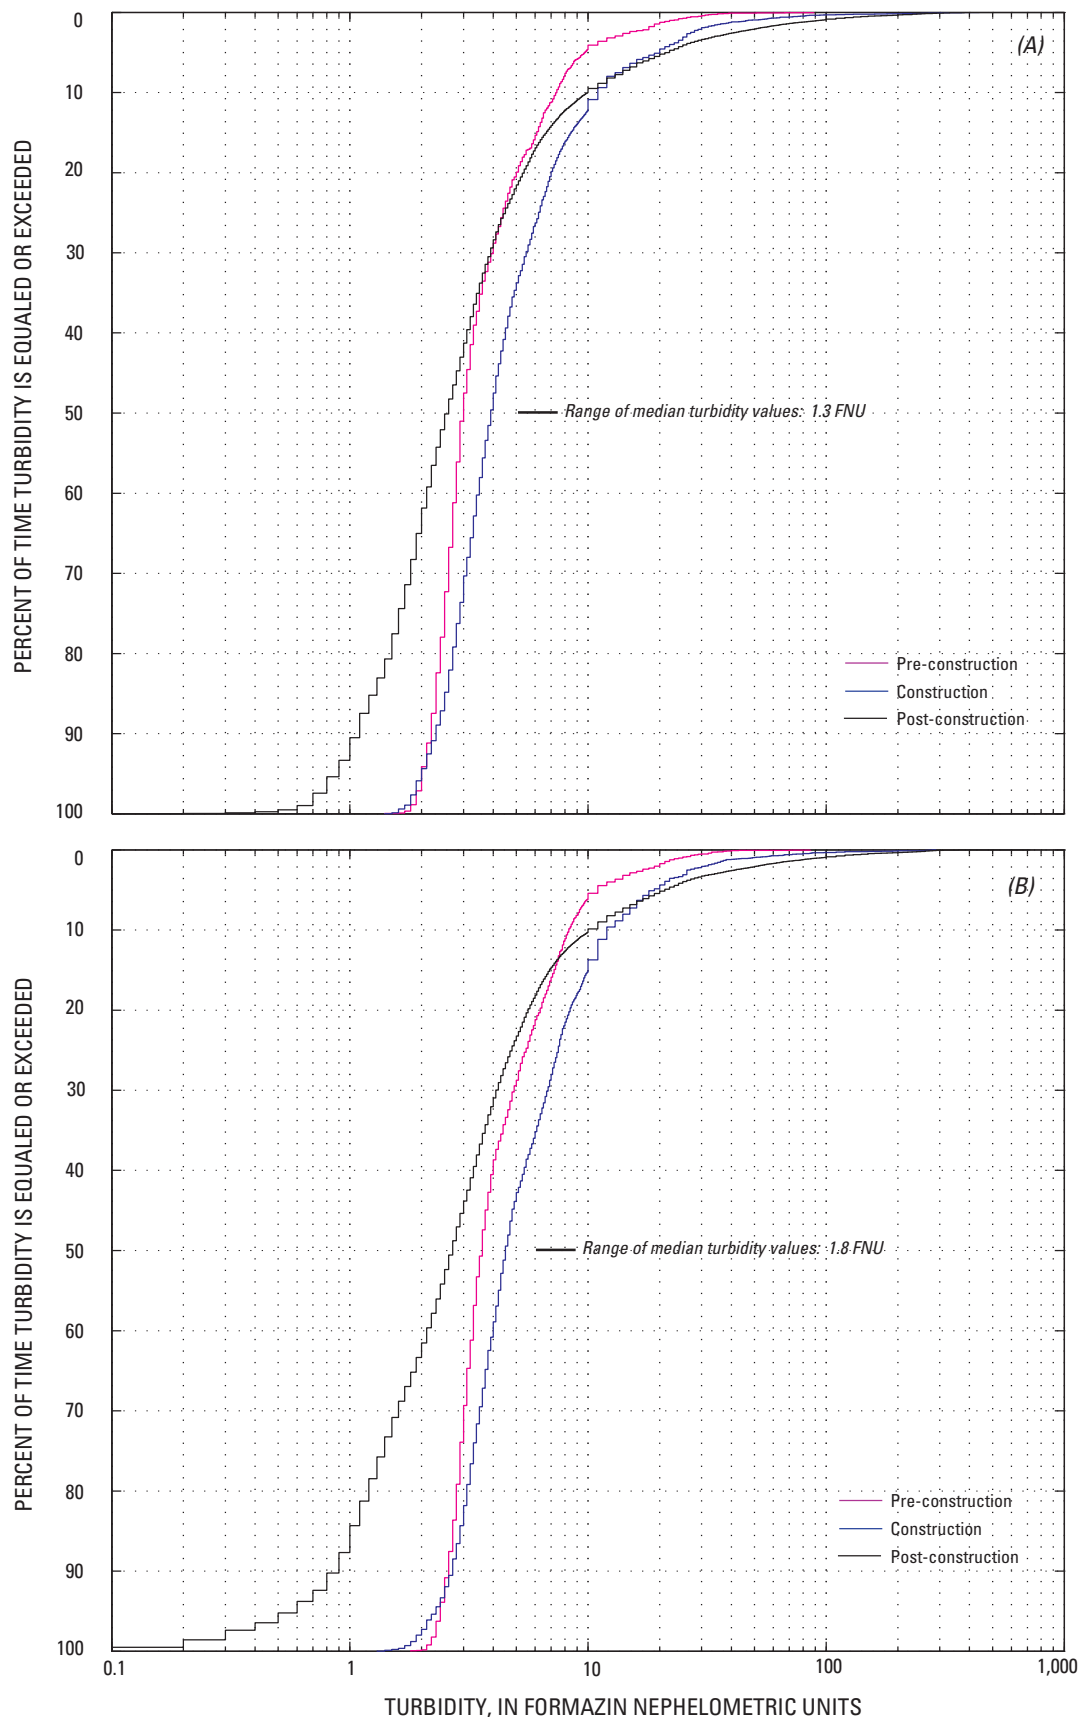 (A)
PERCENT OF TIME TURBIDITY IS EQUALED OR EXCEEDED
0
10
20
30
40
50
60
70
80
90
100
Range of median turbidity values: 1.3 FNU
Pre-construction
Construction
Post-construction
(B)
PERCENT OF TIME TURBIDITY IS EQUALED OR EXCEEDED
0
10
20
30
40
50
60
70
80
90
100
Range of median turbidity values: 1.8 FNU
Pre-construction
Construction
Post-construction
0.1 1 10 100 1,000
TURBIDITY, IN FORMAZIN NEPHELOMETRIC UNITS